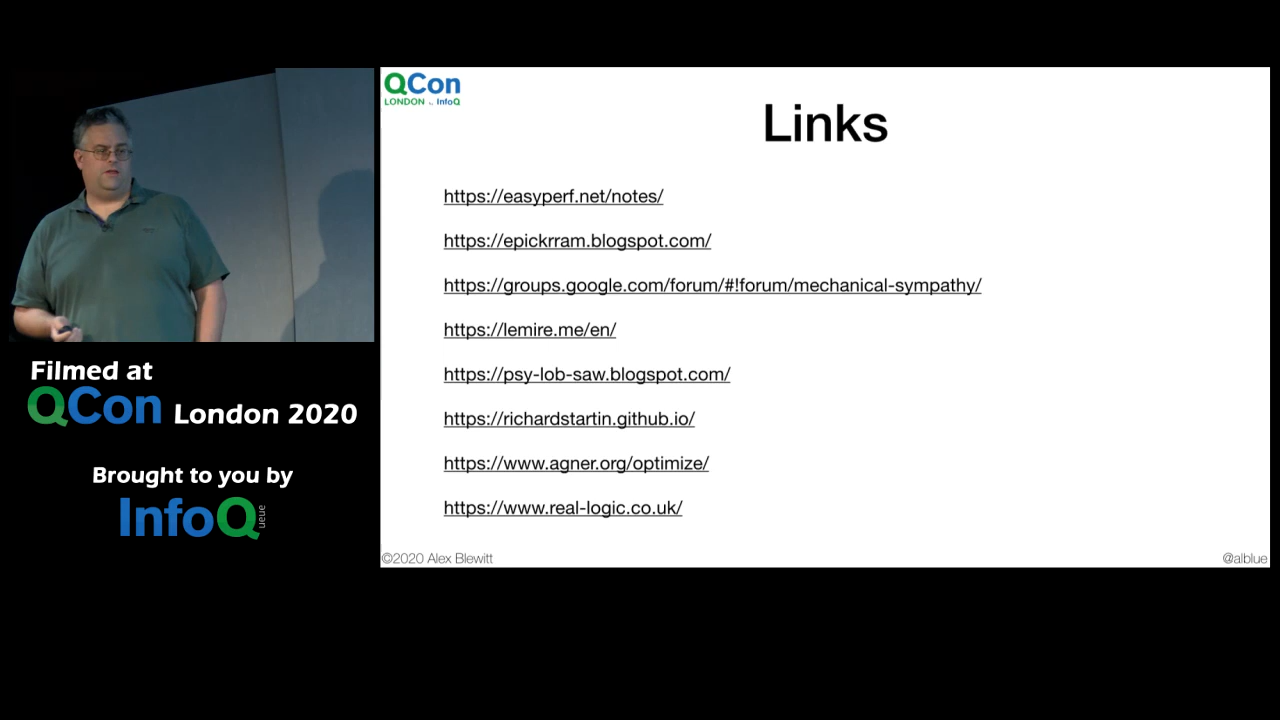 QCon
LONDON by InfoQ
Links
https://easyperf.net/notes/
https://epickrram.blogspot.com/
https://groups.google.com/forum/#!forum/mechanical-sympathy/
https://lemire.me/en/
https://psy-lob-saw.blogspot.com/
https://richardstartin.github.io/
https://www.agner.org/optimize/
https://www.real-logic.co.uk/
©2020 Alex Blewitt
@alblue
Filmed at
QCon London 2020
Brought to you by
InfoQ
ueue